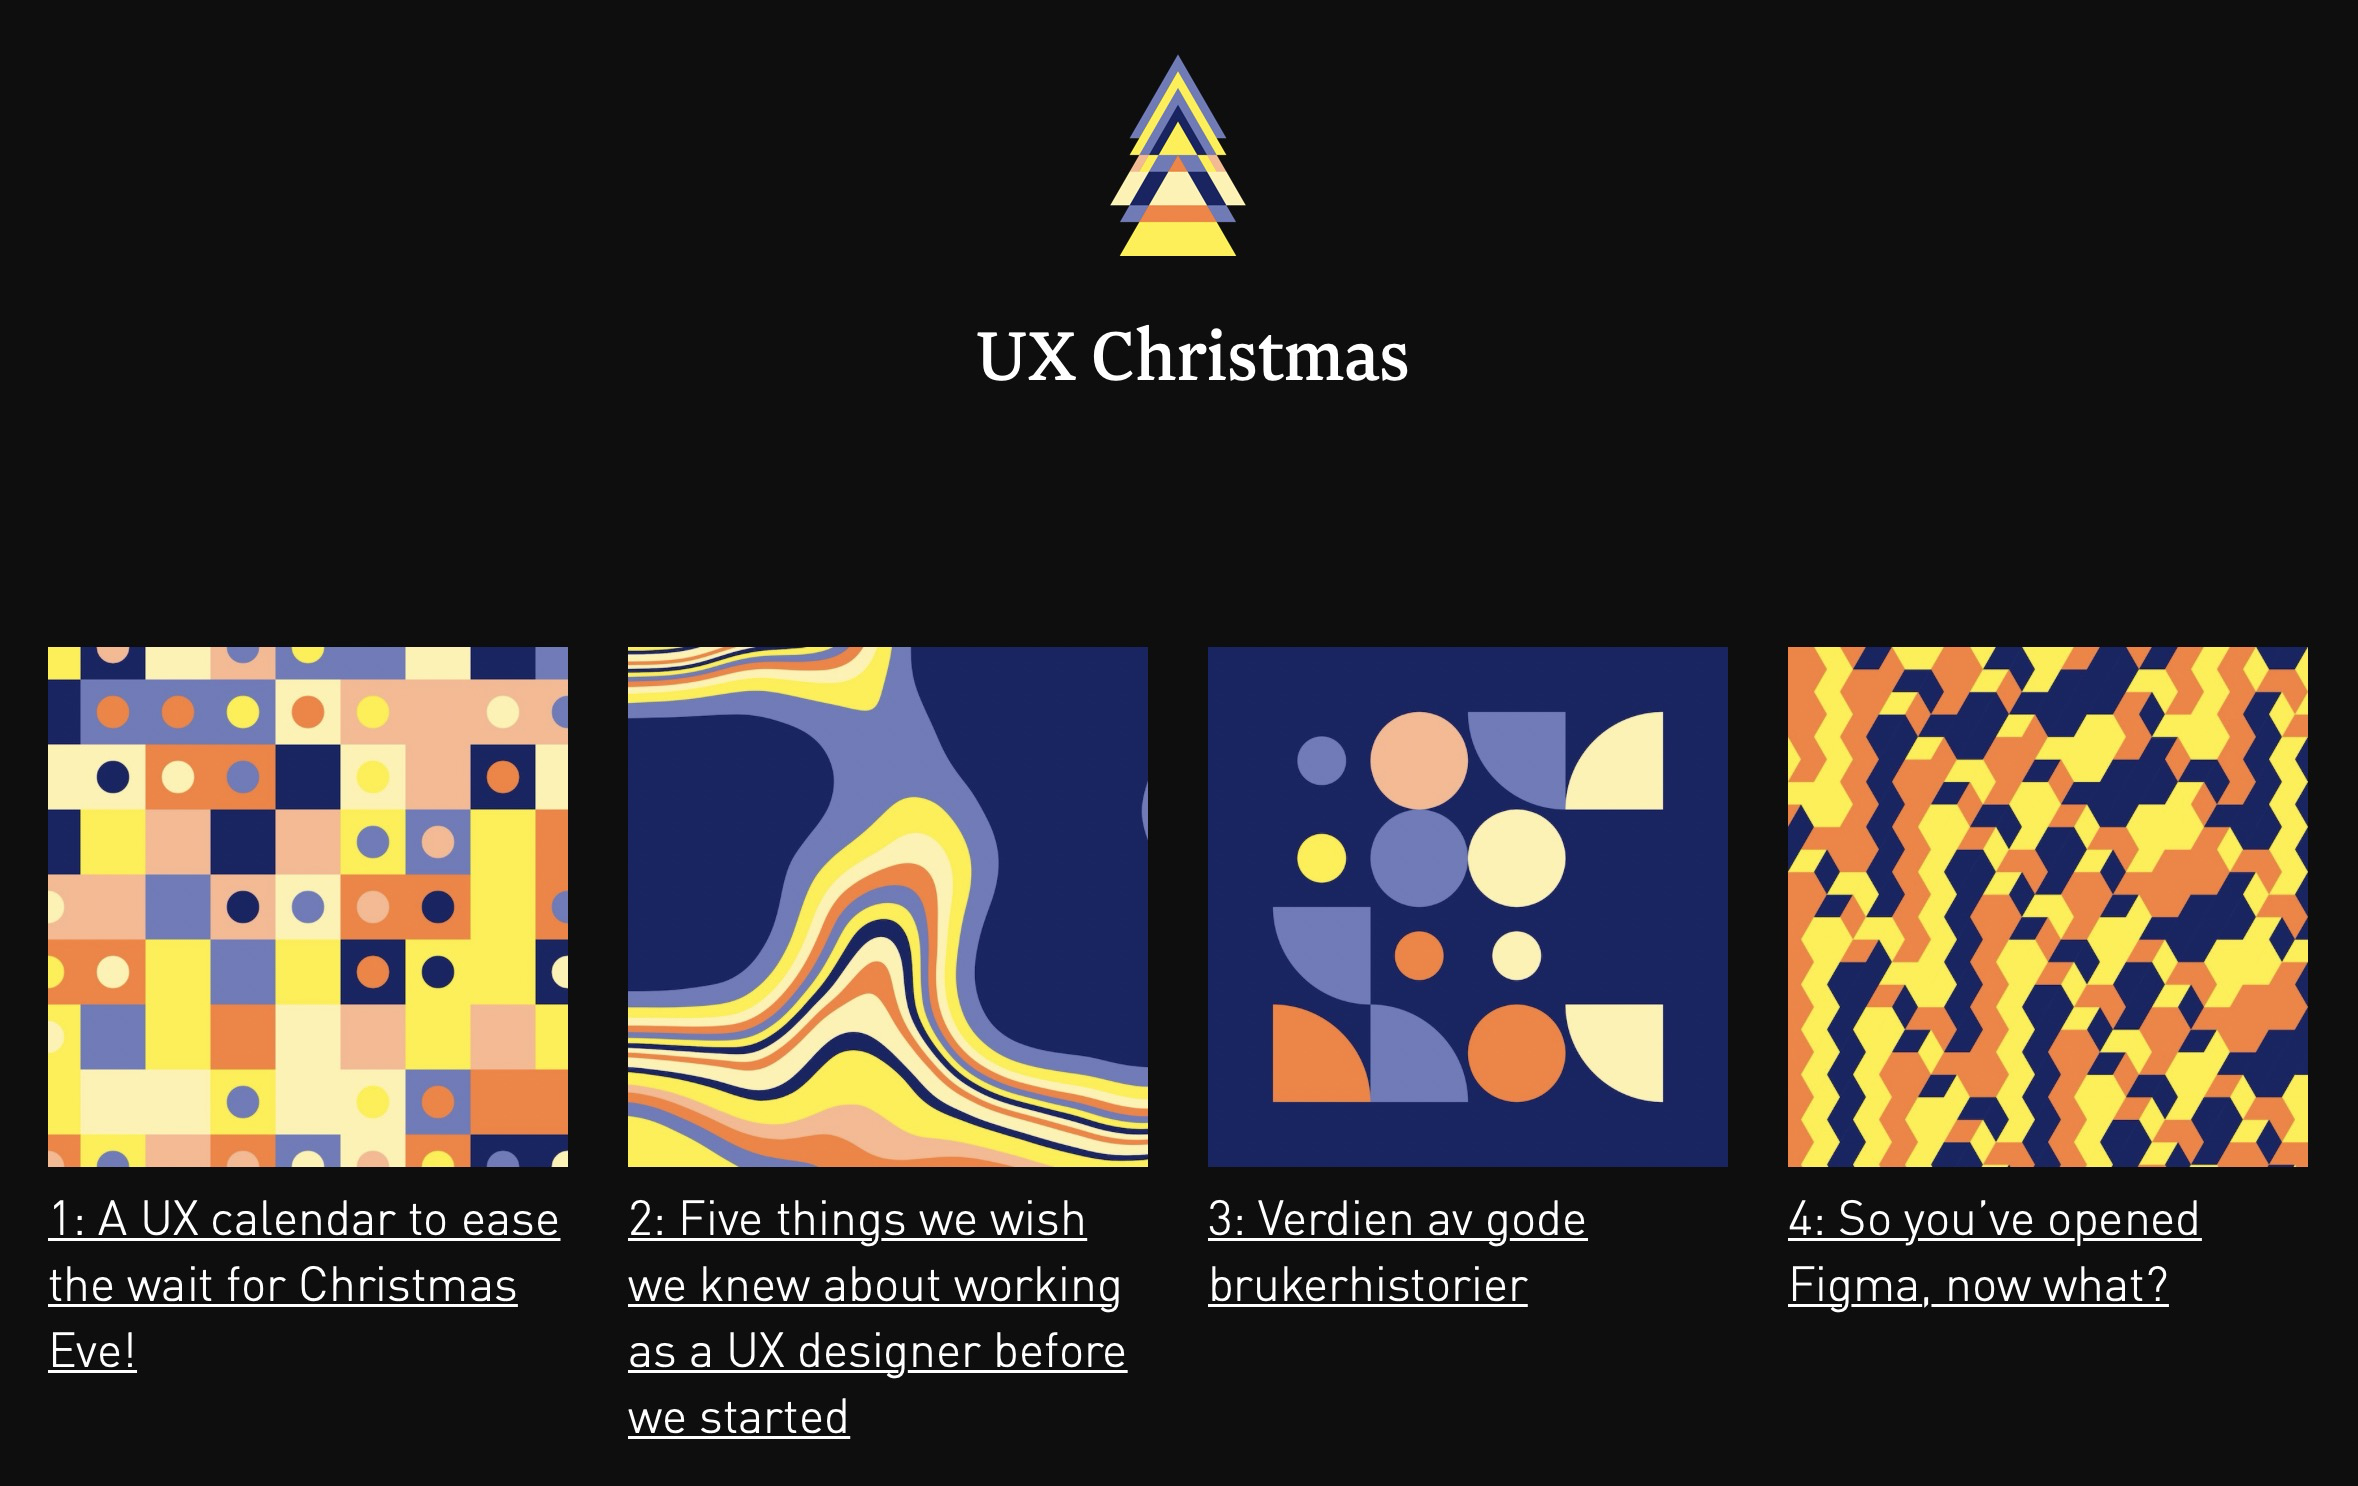 UX Christmas
1: A UX calendar to ease
the wait for Christmas
Eve!
2: Five things we wish
we knew about working
as a UX designer before
we started
3: Verdien av gode
brukerhistorier
4: So you’ve opened
Figma, now what?